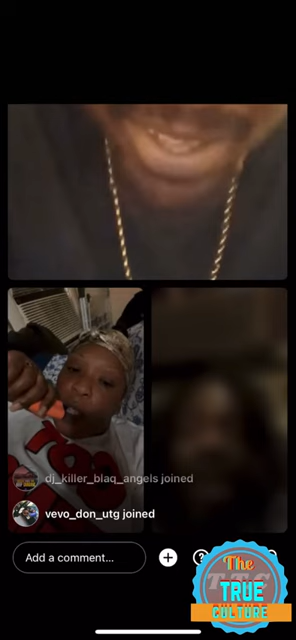 dj_killer_blaq_angels joined
vevo_don_utg joined
Add a comment...
The
TRUE
CULTURE